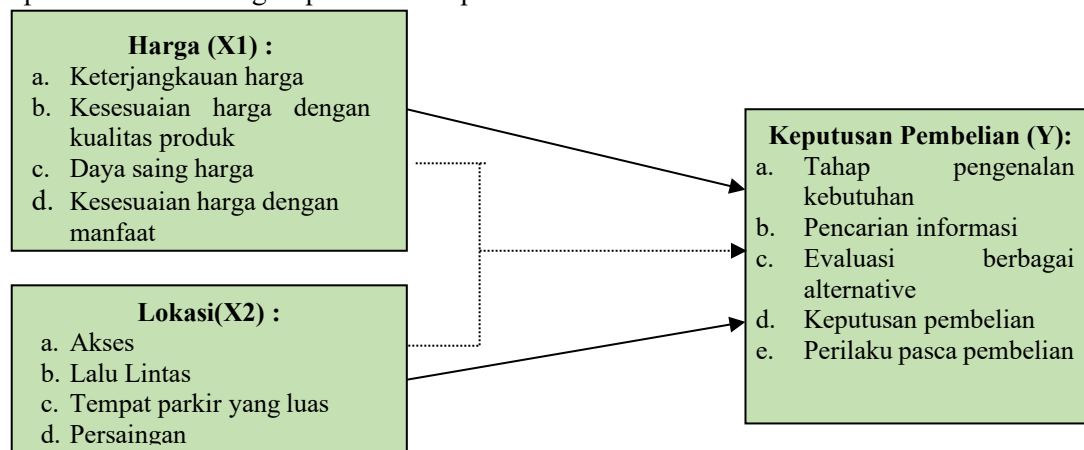 Harga (X1) :
a. Keterjangkauan harga
b. Kesesuaian harga dengan
kualitas produk
c. Daya saing harga
d. Kesesuaian harga dengan
manfaat
Lokasi(X2) :
a. Akses
b. Lalu Lintas
c. Tempat parkir yang luas
d. Persaingan
Keputusan Pembelian (Y):
a. Tahap pengenalan
kebutuhan
b. Pencarian informasi
c. Evaluasi berbagai
alternative
d. Keputusan pembelian
e. Perilaku pasca pembelian